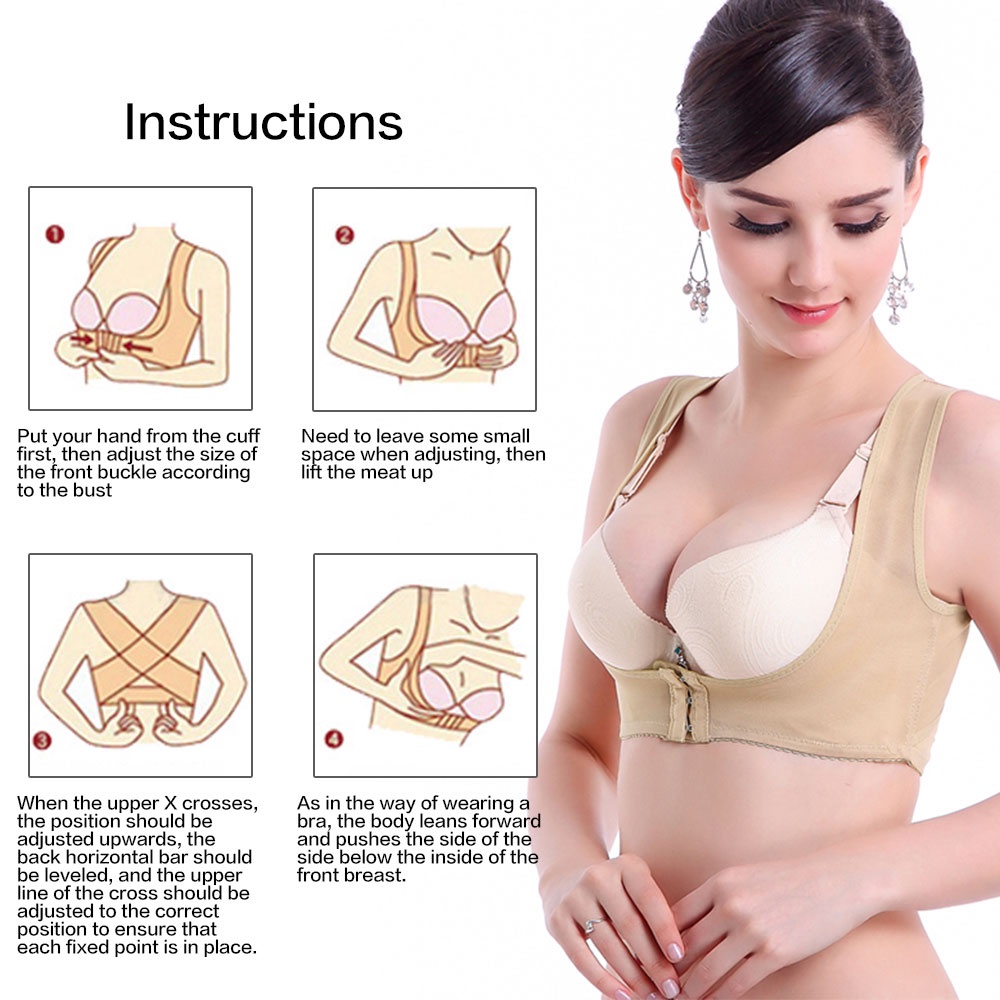 Instructions
1
2
Put your hand from the cuff
first, then adjust the size of
the front buckle according
to the bust
Need to leave some small
space when adjusting, then
lift the meat up
3
4
When the upper X crosses,
the position should be
adjusted upwards, the
back horizontal bar should
be leveled, and the upper
line of the cross should be
adjusted to the correct
position to ensure that
each fixed point is in place.
As in the way of wearing a
bra, the body leans forward
and pushes the side of the
side below the inside of the
front breast.